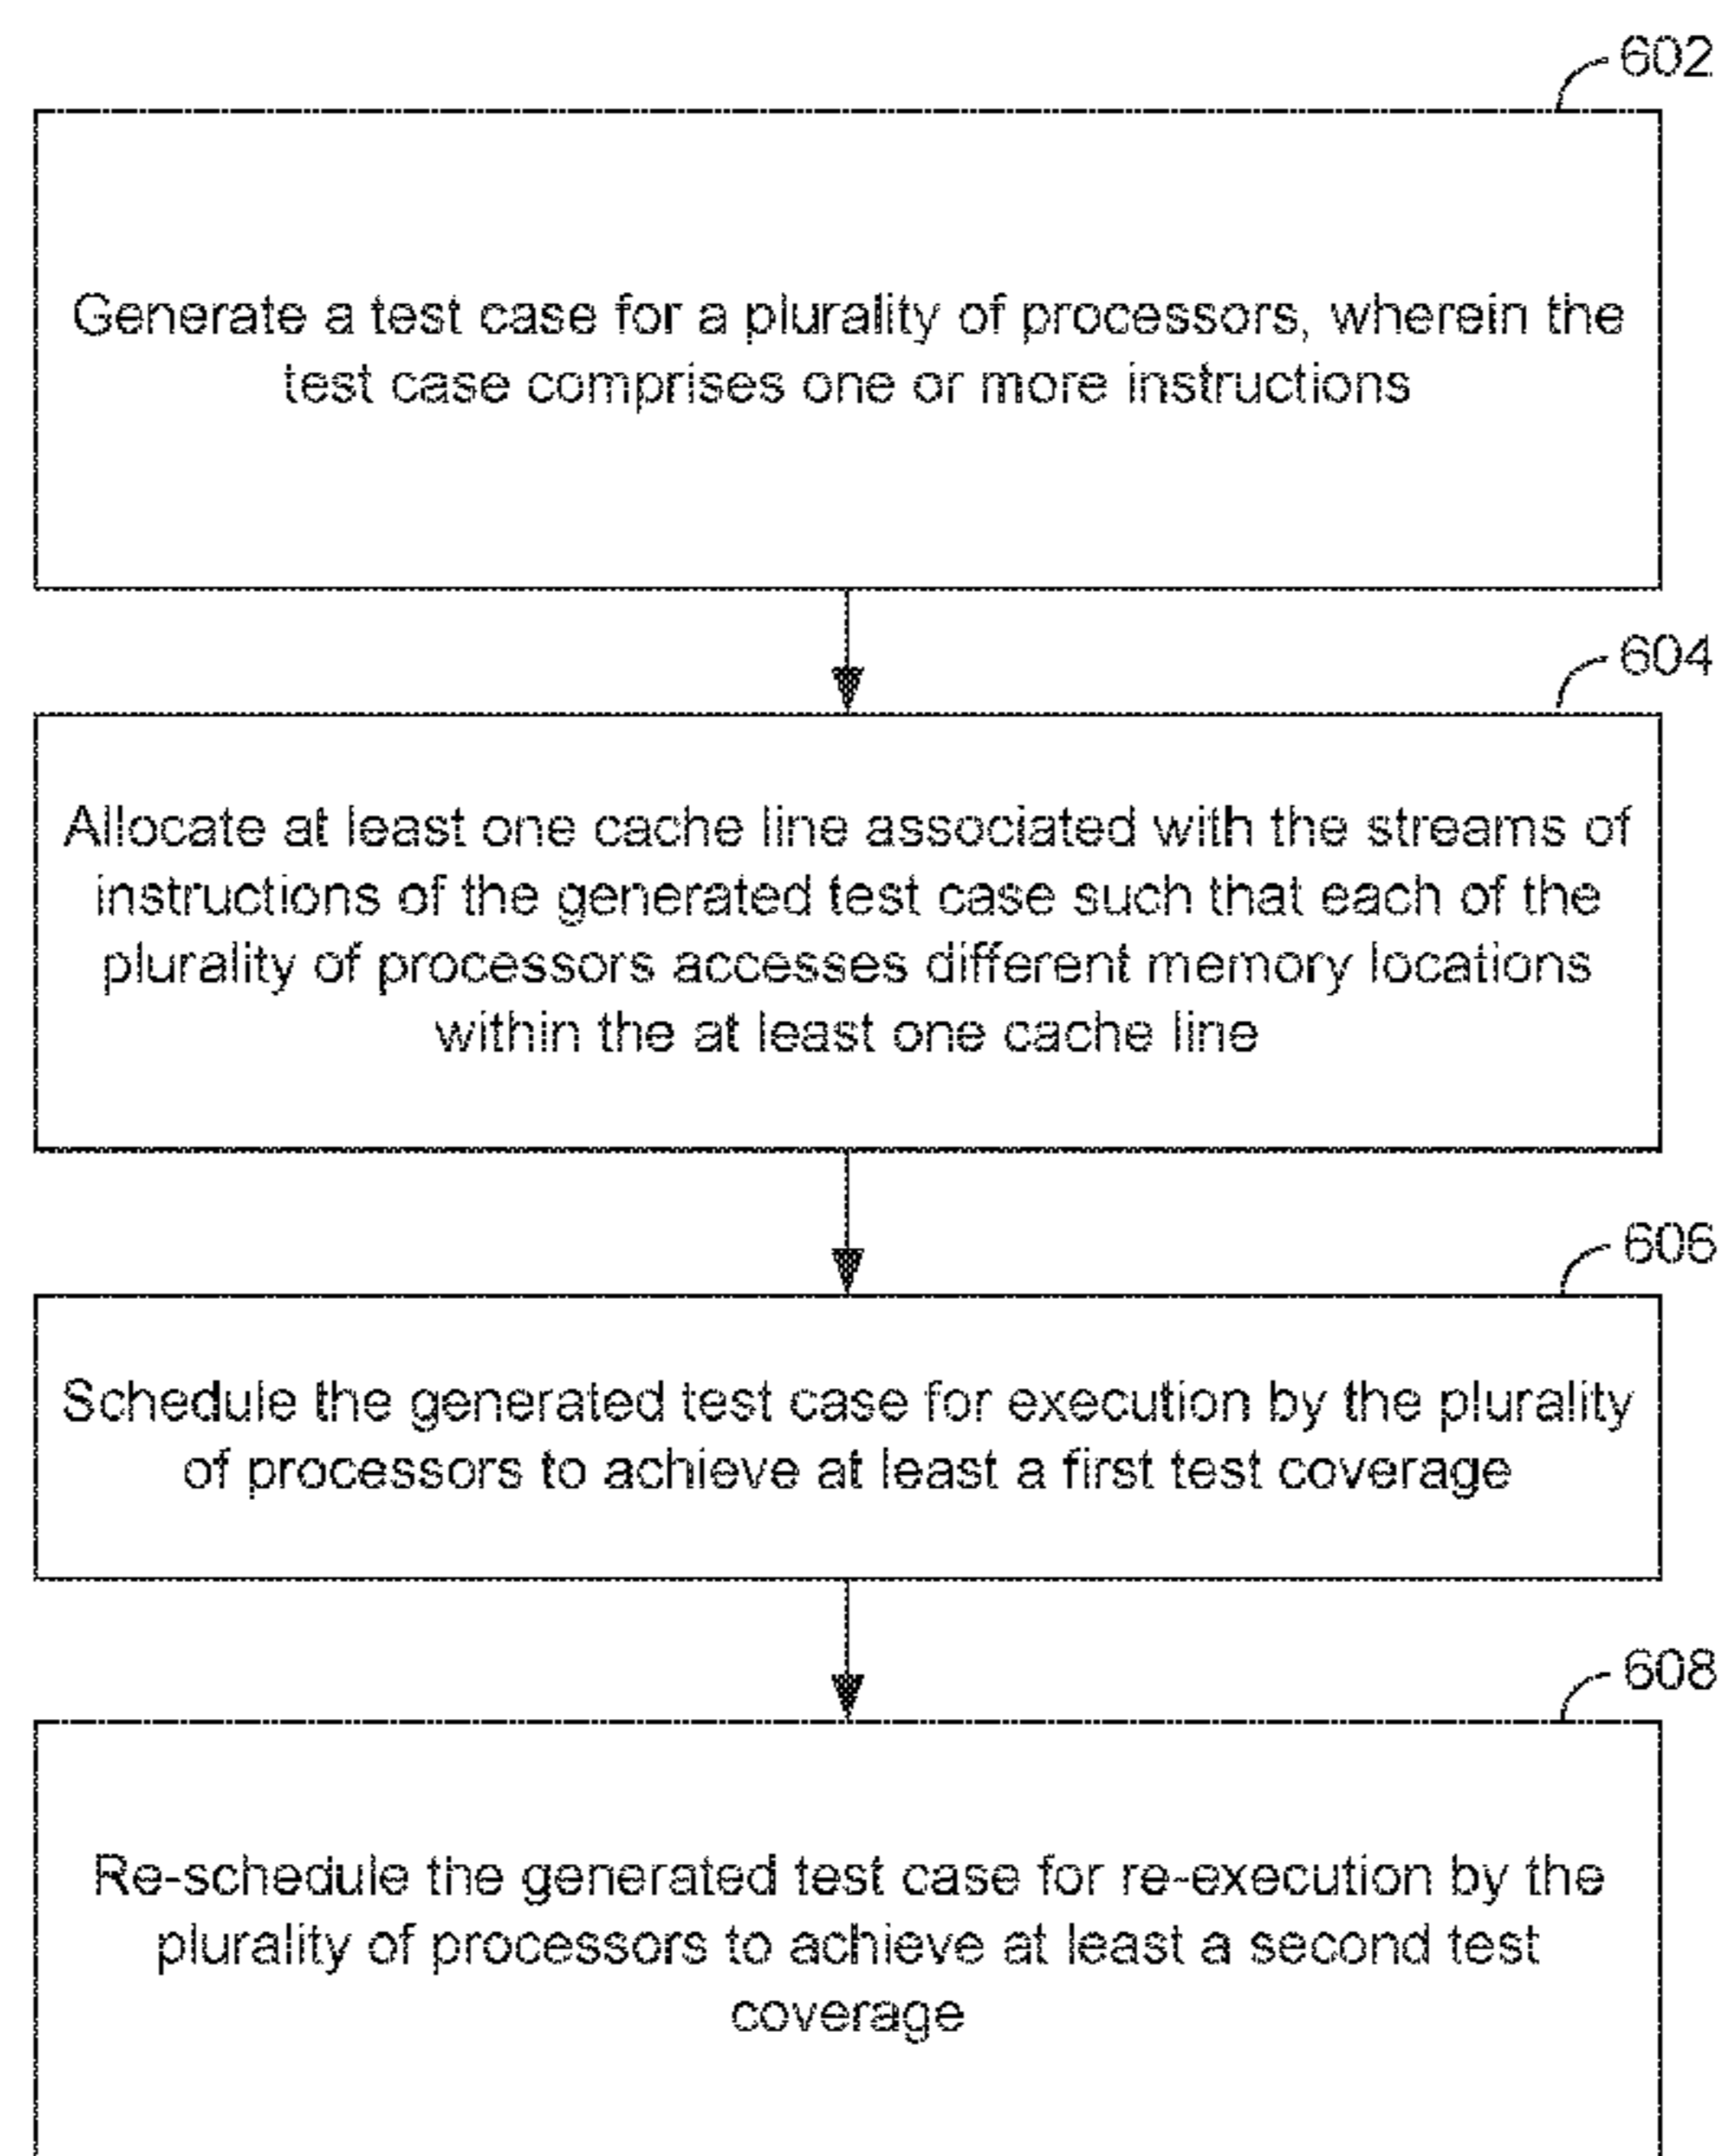 602
Generate a test case for a plurality of processors, wherein the
test case comprises one or more instructions
604
Allocate at least one cache line associated with the streams of
instructions of the generated test case such that each of the
plurality of processors accesses different memory locations
within the at least one cache line
606
Schedule the generated test case for execution by the plurality
of processors to achieve at least a first test coverage
608
Re-schedule the generated test case for re-execution by the
plurality of processors to achieve at least a second test
coverage